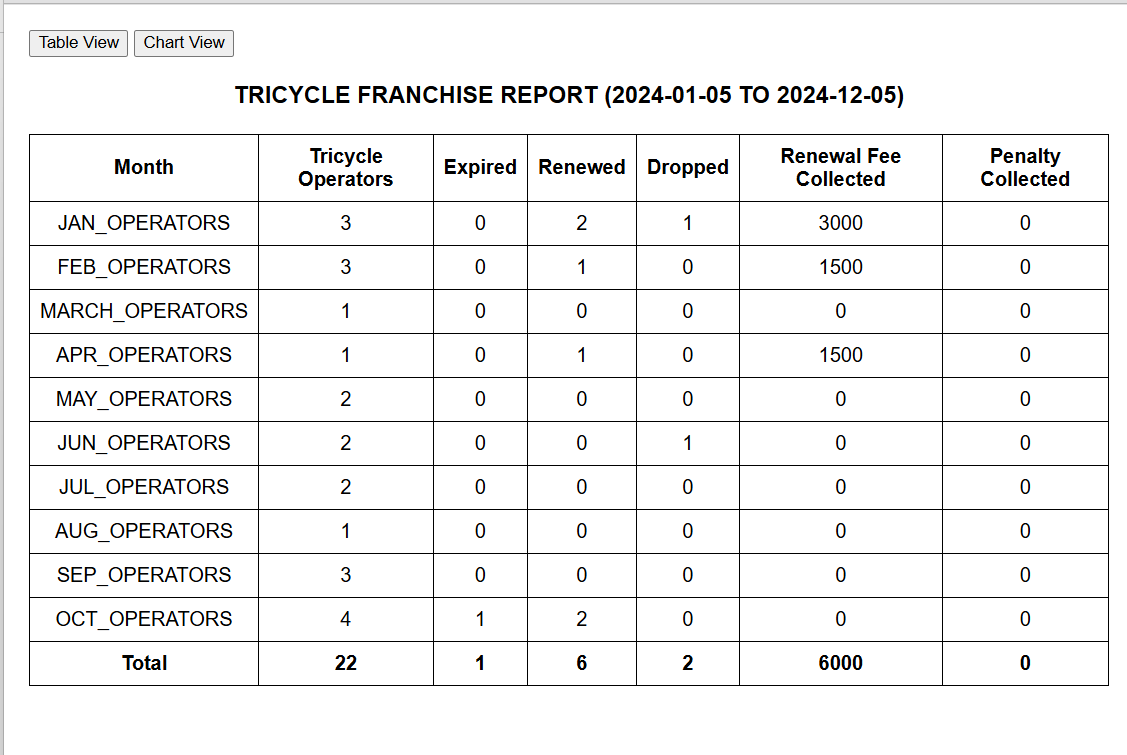 Table View Chart View
TRICYCLE FRANCHISE REPORT (2024-01-05 TO 2024-12-05)
Month Tricycle Operators Expired Renewed Dropped Renewal Fee Collected Penalty Collected
JAN_OPERATORS 3 0 2 1 3000 0
FEB_OPERATORS 3 0 1 0 1500 0
MARCH_OPERATORS 1 0 0 0 0 0
APR_OPERATORS 1 0 1 0 1500 0
MAY_OPERATORS 2 0 0 0 0 0
JUN_OPERATORS 2 0 0 1 0 0
JUL_OPERATORS 2 0 0 0 0 0
AUG_OPERATORS 1 0 0 0 0 0
SEP_OPERATORS 3 0 0 0 0 0
OCT_OPERATORS 4 1 2 0 0 0
Total 22 1 6 2 6000 0